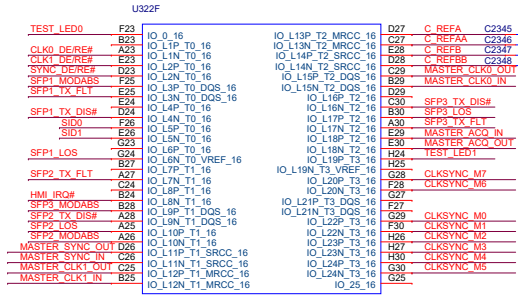 U322F
TEST_LED0 F23 IO_0_16 IO_L13P_T2_MRCC_16 D27 C_REFA C2345
B23 IO_L1P_T0_16 IO_L13N_T2_MRCC_16 C27 C_REFAA C2346
CLK0_DE/RE# A23 IO_L1N_T0_16 IO_L14P_T2_SRCC_16 E28 C_REFB C2347
CLK1_DE/RE# E23 IO_L2P_T0_16 IO_L14N_T2_SRCC_16 D28 C_REFBB C2348
SYNC_DE/RE# D23 IO_L2N_T0_16 IO_L15P_T2_DQS_16 C29 MASTER_CLK0_OUT
SFP1_MODABS F25 IO_L3P_T0_DQS_16 IO_L15N_T2_DQS_16 B29 MASTER_CLK0_IN
SFP1_TX_FLT E25 IO_L3N_T0_DQS_16 IO_L16P_T2_16 D29
E24 IO_L4P_T0_16 IO_L16N_T2_16 C30 SFP3_TX_DIS#
SFP1_TX_DIS# D24 IO_L4N_T0_16 IO_L17P_T2_16 B30 SFP3_LOS
SID0 F26 IO_L5P_T0_16 IO_L17N_T2_16 A30 SFP3_TX_FLT
SID1 E26 IO_L5N_T0_16 IO_L18P_T2_16 E29 MASTER_ACQ_IN
G23 IO_L6P_T0_16 IO_L18N_T2_16 E30 MASTER_ACQ_OUT
SFP1_LOS G24 IO_L6N_T0_VREF_16 IO_L19P_T3_16 H24 TEST_LED1
B27 IO_L7P_T1_16 IO_L19N_T3_VREF_16 H25
SFP2_TX_FLT A27 IO_L7N_T1_16 IO_L20P_T3_16 G28 CLKSYNC_M7
C24 IO_L8P_T1_16 IO_L20N_T3_16 F28 CLKSYNC_M6
HMI_IRQ# B24 IO_L8N_T1_16 IO_L21P_T3_DQS_16 G27
SFP3_MODABS B28 IO_L9P_T1_DQS_16 IO_L21N_T3_DQS_16 F27
SFP2_TX_DIS# A28 IO_L9N_T1_DQS_16 IO_L22P_T3_16 G29 CLKSYNC_M0
SFP2_LOS A25 IO_L10P_T1_16 IO_L22N_T3_16 F30 CLKSYNC_M1
SFP2_MODABS A26 IO_L10N_T1_16 IO_L23P_T3_16 H26 CLKSYNC_M2
MASTER_SYNC_OUT D26 IO_L11P_T1_SRCC_16 IO_L23N_T3_16 H27 CLKSYNC_M3
MASTER_SYNC_IN C26 IO_L11N_T1_SRCC_16 IO_L24P_T3_16 H30 CLKSYNC_M4
MASTER_CLK1_OUT C25 IO_L12P_T1_MRCC_16 IO_L24N_T3_16 G30 CLKSYNC_M5
MASTER_CLK1_IN B25 IO_L12N_T1_MRCC_16 IO_25_16 G25